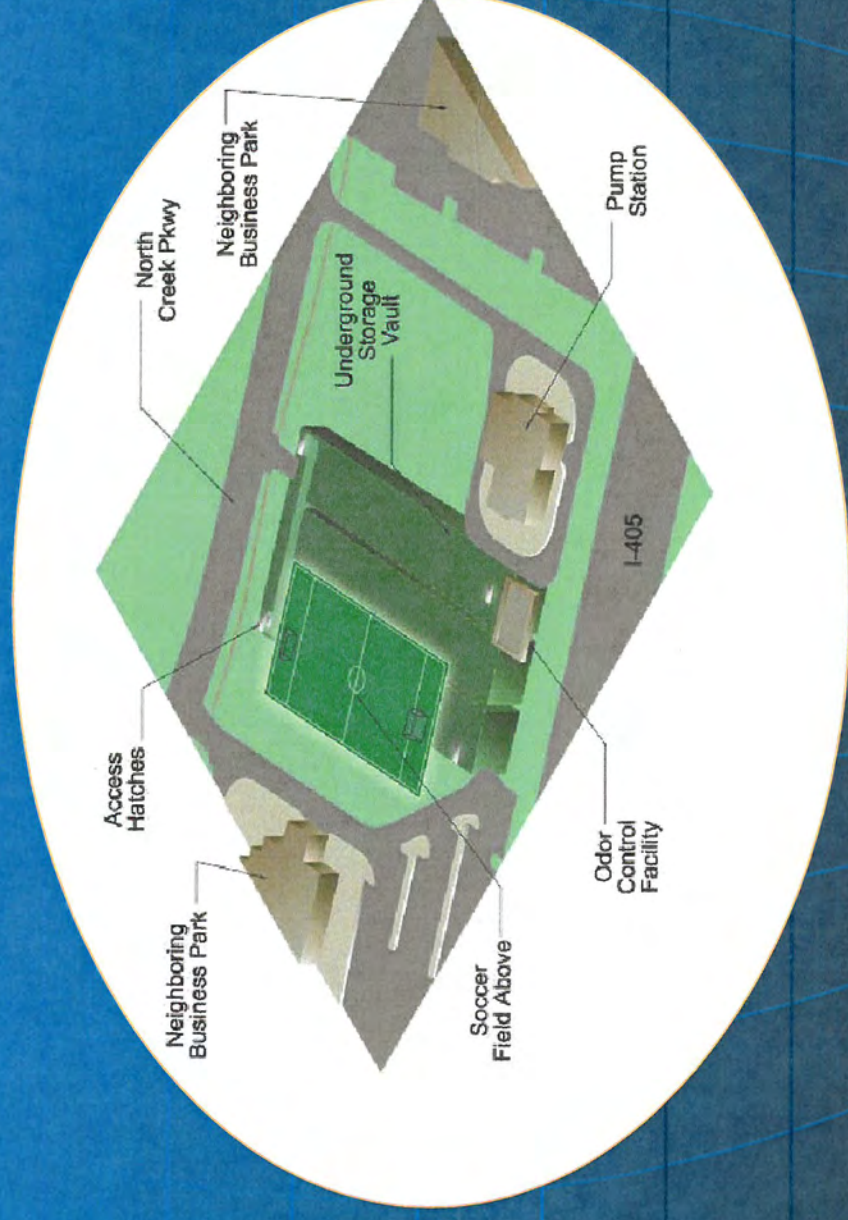 North
Creek Pkwy
Access
Hatches
Neighboring
Business Park
Neighboring
Business Park
Underground
Storage
Vault
Pump
Station
I-405
Odor
Control
Facility
Soccer
Field Above